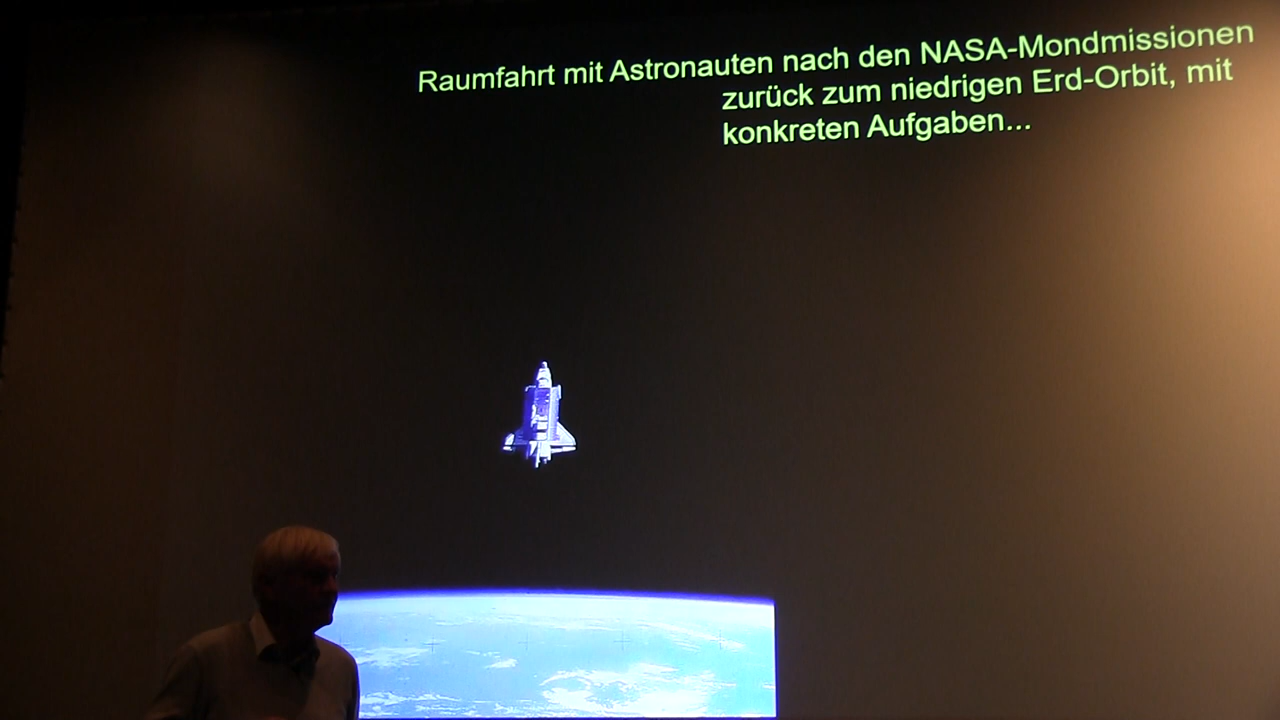 Raumfahrt mit Astronauten nach den NASA-Mondmissionen
zurück zum niedrigen Erd-Orbit, mit
konkreten Aufgaben...